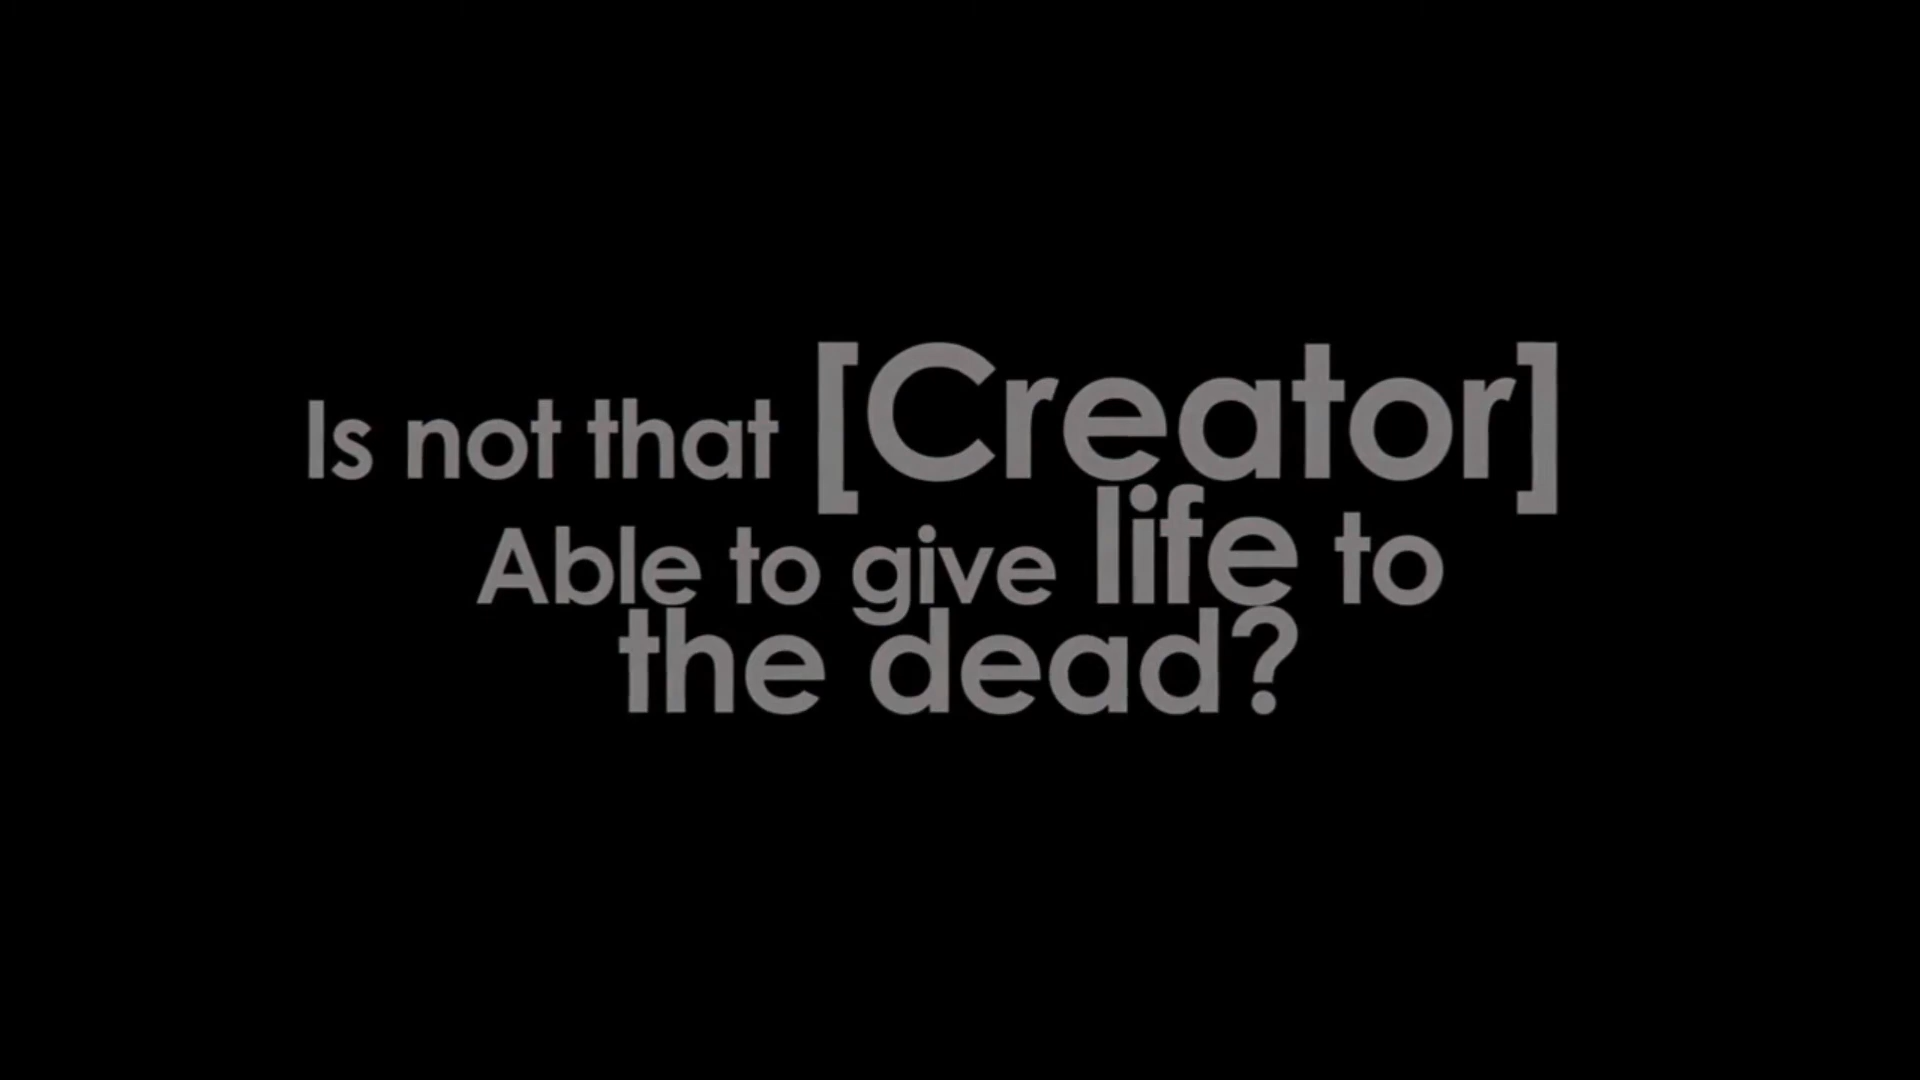 Is not that [Creator]
Able to give life to
the dead?